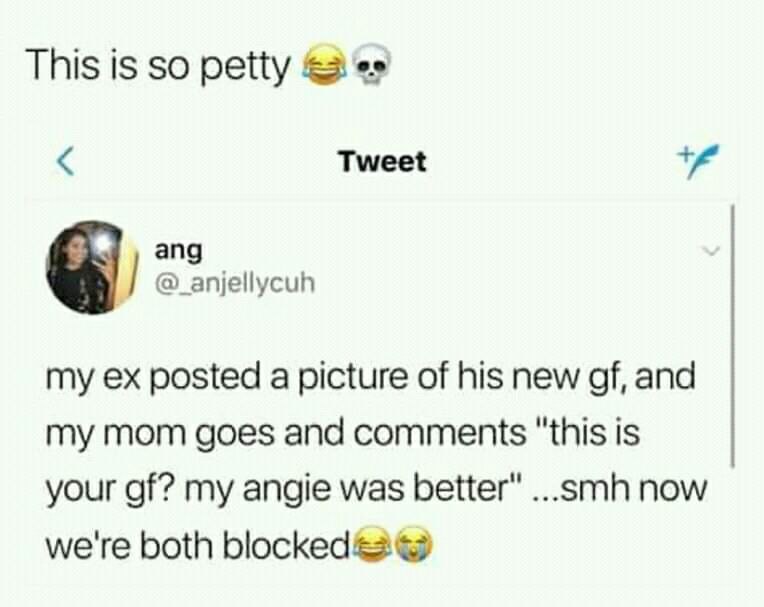 This is so petty 😂💀
Tweet
ang
@_anjellycuh
my ex posted a picture of his new gf, and
my mom goes and comments "this is
your gf? my angie was better" ...smh now
we're both blocked😂😭